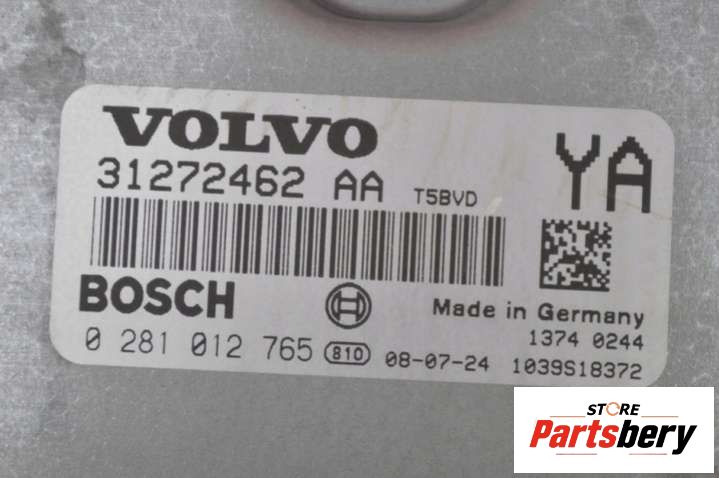 VOLVO
31272462 AA T5BVD YA
BOSCH Made in Germany
1374 0244
0 281 012 765 810 08-07-24 1039S18372
STORE
Partsbery